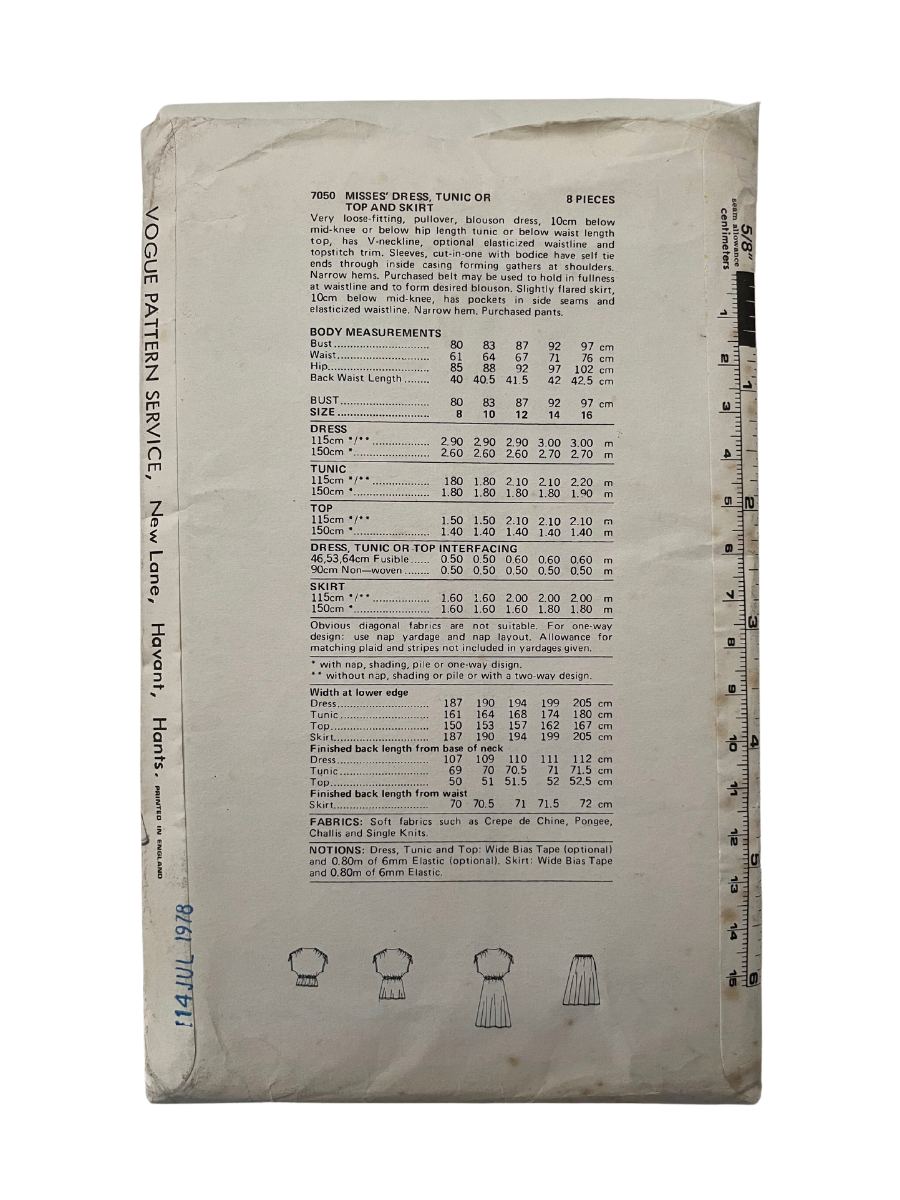 7050 MISSES' DRESS, TUNIC OR 8 PIECES
TOP AND SKIRT
Very loose-fitting, pullover, blouson dress, 10cm below
mid-knee or below hip length tunic or below waist length
top, has V-neckline, optional elasticized waistline and
topstitch trim. Sleeves, cut-in-one with bodice have self tie
ends through inside casing forming gathers at shoulders.
Narrow hems. Purchased belt may be used to hold in fullness
at waistline and to form desired blouson. Slightly flared skirt,
10cm below mid-knee, has pockets in side seams and
elasticized waistline. Narrow hem. Purchased pants.
BODY MEASUREMENTS
Bust 80 83 87 92 97 cm
Waist 61 64 67 71 76 cm
Hip 85 88 92 97 102 cm
Back Waist Length 40 40.5 41.5 42 42.5 cm
BUST 80 83 87 92 97 cm
SIZE 8 10 12 14 16
DRESS
115cm */** 2.90 2.90 2.90 3.00 3.00 m
150cm * 2.60 2.60 2.60 2.70 2.70 m
TUNIC
115cm */** 180 1.80 2.10 2.10 2.20 m
150cm * 1.80 1.80 1.80 1.80 1.90 m
TOP
115cm */** 1.50 1.50 2.10 2.10 2.10 m
150cm * 1.40 1.40 1.40 1.40 1.40 m
DRESS, TUNIC OR TOP INTERFACING
46,53,64cm Fusible 0.50 0.50 0.60 0.60 0.60 m
90cm Non—woven 0.50 0.50 0.50 0.50 0.50 m
SKIRT
115cm */** 1.60 1.60 2.00 2.00 2.00 m
150cm * 1.60 1.60 1.60 1.80 1.80 m
Obvious diagonal fabrics are not suitable. For one-way
design: use nap yardage and nap layout. Allowance for
matching plaid and stripes not included in yardages given.
* with nap, shading, pile or one-way disign.
** without nap, shading or pile or with a two-way design.
Width at lower edge
Dress 187 190 194 199 205 cm
Tunic 161 164 168 174 180 cm
Top 150 153 157 162 167 cm
Skirt 187 190 194 199 205 cm
Finished back length from base of neck
Dress 107 109 110 111 112 cm
Tunic 69 70 70.5 71 71.5 cm
Top 50 51 51.5 52 52.5 cm
Finished back length from waist
Skirt 70 70.5 71 71.5 72 cm
FABRICS: Soft fabrics such as Crepe de Chine, Pongee,
Challis and Single Knits.
NOTIONS: Dress, Tunic and Top: Wide Bias Tape (optional)
and 0.80m of 6mm Elastic (optional). Skirt: Wide Bias Tape
and 0.80m of 6mm Elastic.
VOGUE PATTERN SERVICE, New Lane, Havant, Hants. PRINTED IN ENGLAND
14 JUL 1978
5/8"
seam allowance
centimeters
1 2 3 4 5 6 7 8 9 10 11 12 13 14 15
1 2 3 4 5 6